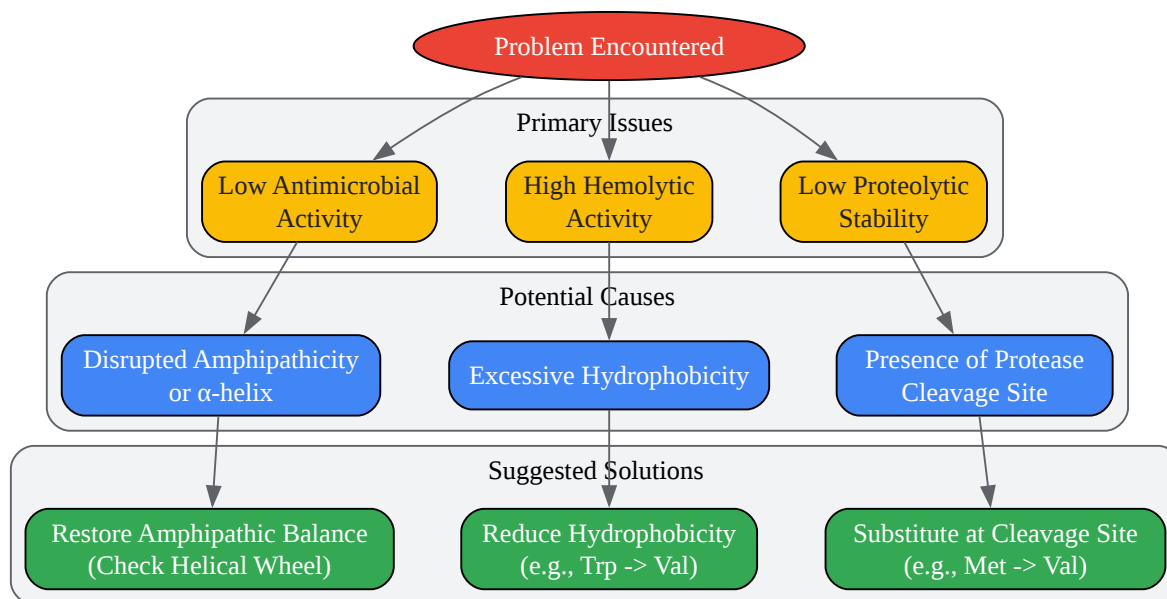 Problem Encountered
Primary Issues
Low Antimicrobial
Activity
High Hemolytic
Activity
Low Proteolytic
Stability
Potential Causes
Disrupted Amphipathicity
or α-helix
Excessive Hydrophobicity
Presence of Protease
Cleavage Site
Suggested Solutions
Restore Amphipathic Balance
(Check Helical Wheel)
Reduce Hydrophobicity
(e.g., Trp -> Val)
Substitute at Cleavage Site
(e.g., Met -> Val)